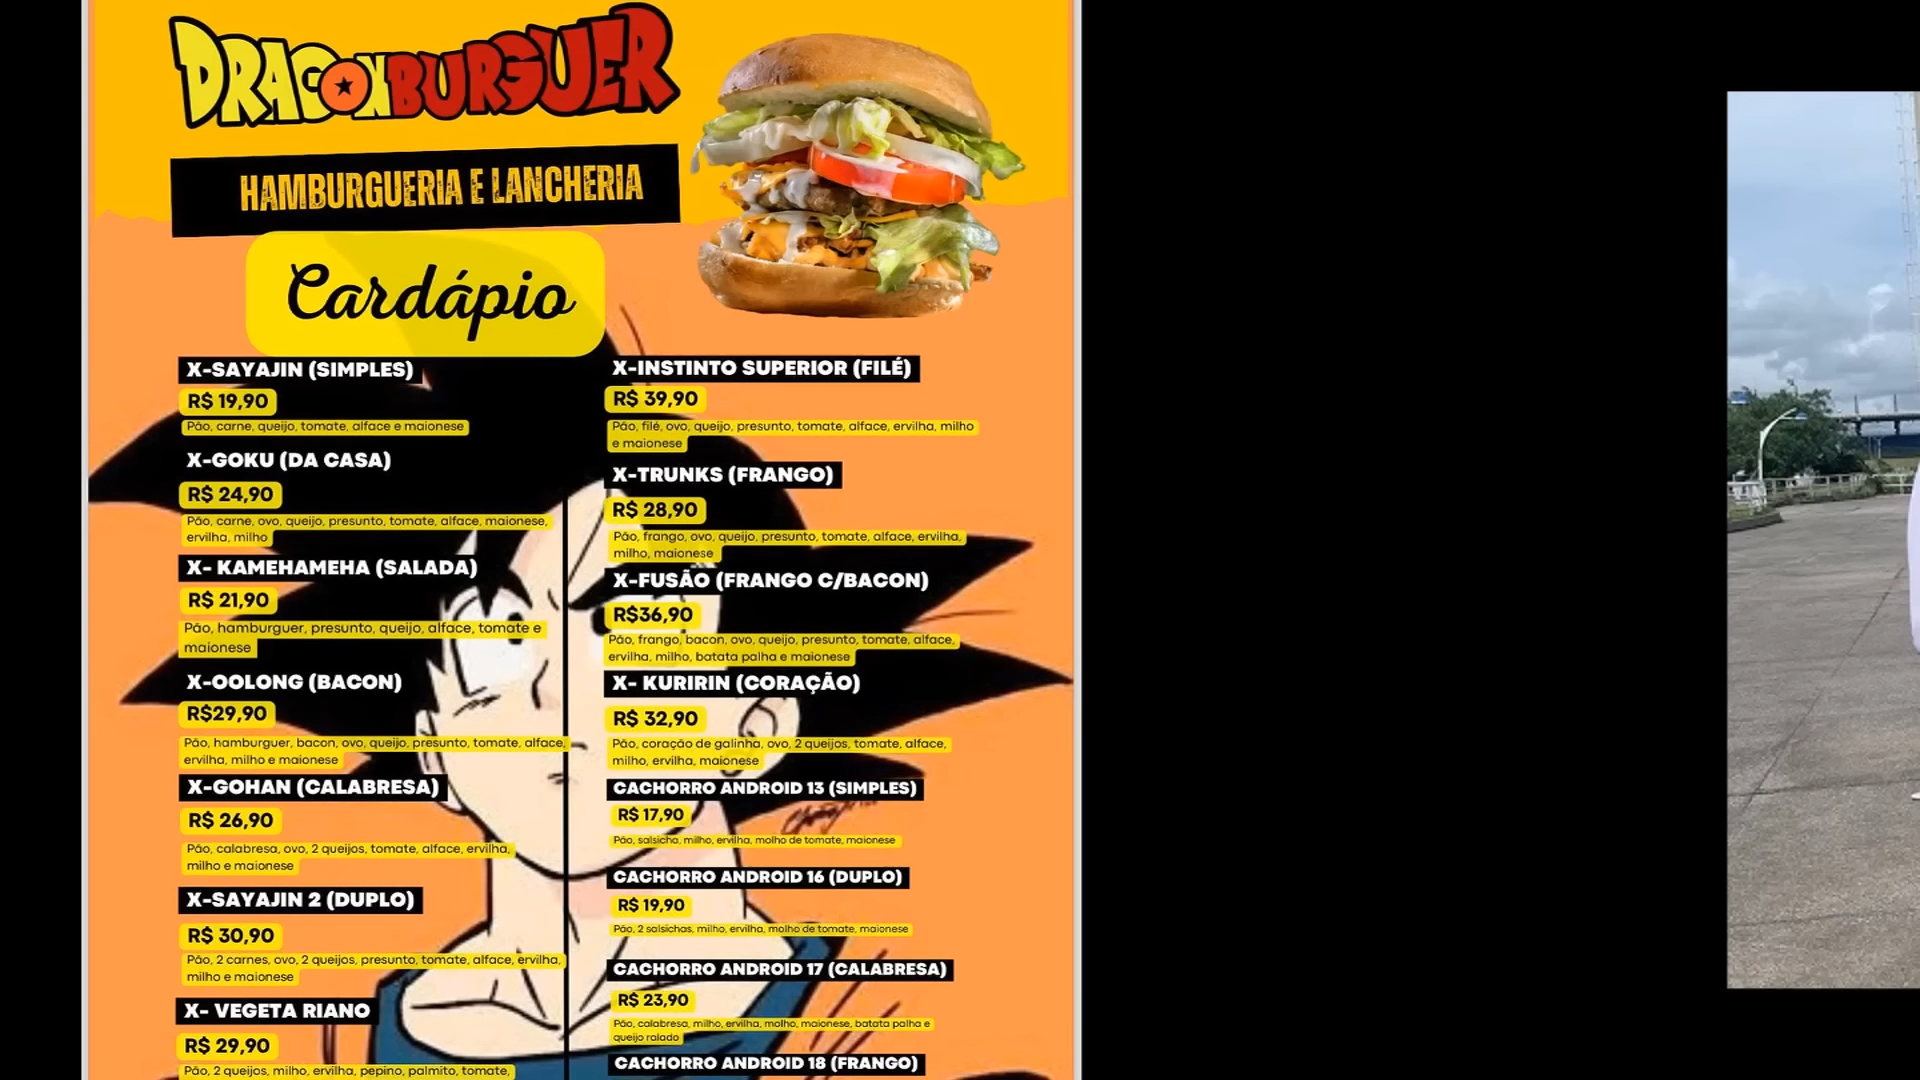 DRAGONBURGUER
HAMBURGUERIA E LANCHERIA
Cardápio
X-SAYAJIN (SIMPLES)
R$ 19,90
Pão, carne, queijo, tomate, alface e maionese
X-GOKU (DA CASA)
R$ 24,90
Pão, carne, ovo, queijo, presunto, tomate, alface, maionese,
ervilha, milho
X- KAMEHAMEHA (SALADA)
R$ 21,90
Pão, hamburguer, presunto, queijo, alface, tomate e
maionese
X-OOLONG (BACON)
R$29,90
Pão, hamburguer, bacon, ovo, queijo, presunto, tomate, alface,
ervilha, milho e maionese
X-GOHAN (CALABRESA)
R$ 26,90
Pão, calabresa, ovo, 2 queijos, tomate, alface, ervilha,
milho e maionese
X-SAYAJIN 2 (DUPLO)
R$ 30,90
Pão, 2 carnes, ovo, 2 queijos, presunto, tomate, alface, ervilha,
milho e maionese
X- VEGETA RIANO
R$ 29,90
Pão, 2 queijos, milho, ervilha, pepino, palmito, tomate,
X-INSTINTO SUPERIOR (FILÉ)
R$ 39,90
Pão, filé, ovo, queijo, presunto, tomate, alface, ervilha, milho
e maionese
X-TRUNKS (FRANGO)
R$ 28,90
Pão, frango, ovo, queijo, presunto, tomate, alface, ervilha,
milho, maionese
X-FUSÃO (FRANGO C/BACON)
R$36,90
Pão, frango, bacon, ovo, queijo, presunto, tomate, alface,
ervilha, milho, batata palha e maionese
X- KURIRIN (CORAÇÃO)
R$ 32,90
Pão, coração de galinha, ovo, 2 queijos, tomate, alface,
milho, ervilha, maionese
CACHORRO ANDROID 13 (SIMPLES)
R$ 17,90
Pão, salsicha, milho, ervilha, molho de tomate, maionese
CACHORRO ANDROID 16 (DUPLO)
R$ 19,90
Pão, 2 salsichas, milho, ervilha, molho de tomate, maionese
CACHORRO ANDROID 17 (CALABRESA)
R$ 23,90
Pão, calabresa, milho, ervilha, molho, maionese, batata palha e
queijo ralado
CACHORRO ANDROID 18 (FRANGO)